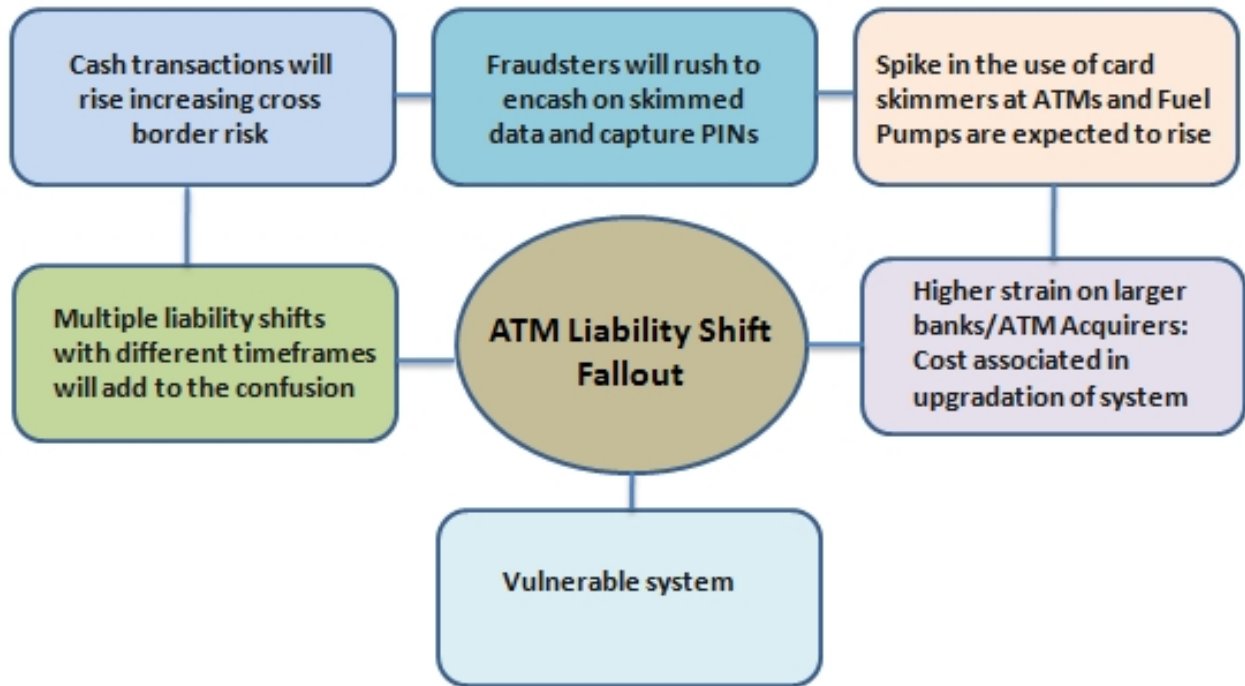 Cash transactions will
rise increasing cross
border risk
Fraudsters will rush to
encash on skimmed
data and capture PINs
Spike in the use of card
skimmers at ATMs and Fuel
Pumps are expected to rise
Multiple liability shifts
with different timeframes
will add to the confusion
ATM Liability Shift
Fallout
Higher strain on larger
banks/ATM Acquirers:
Cost associated in
upgradation of system
Vulnerable system